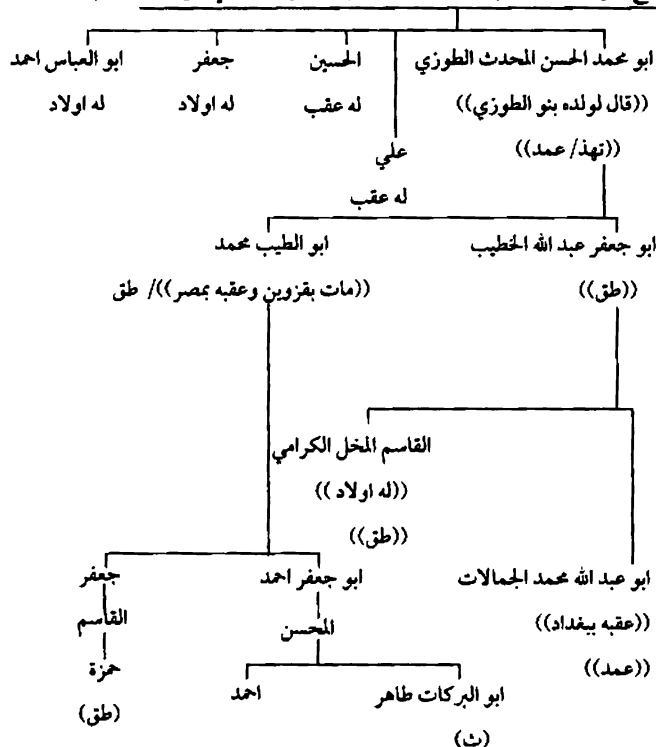 ابو محمد الحسن المحدث الطوزي الحسين جعفر ابو العباس احمد
((قال لولده بنو الطوزي)) له عقب له اولاد له اولاد
((تهذ/ عمد)) علي
له عقب
ابو جعفر عبد الله الخطيب ابو الطيب محمد
((طق)) ((مات بقزوين وعقبه بمصر))/ طق
القاسم المخل الكرامي
((له اولاد ))
((طق))
ابو عبد الله محمد الجمالات ابو جعفر احمد جعفر
((عقبه ببغداد)) المحسن القاسم
((عمد)) حمزة
ابو البركات طاهر احمد (طق)
(ث)